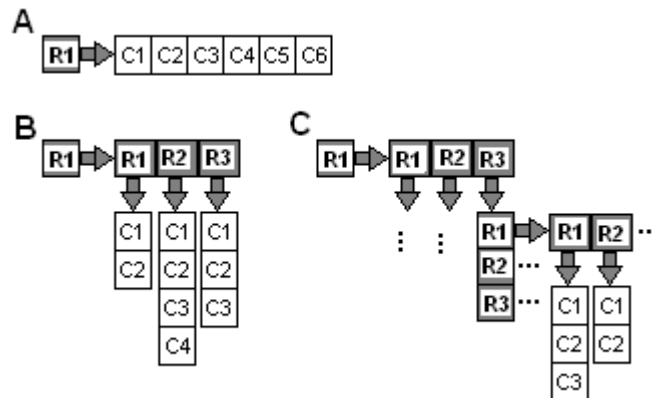 A
R1 C1 C2 C3 C4 C5 C6
B
R1 R1 R2 R3
C1 C1 C1
C2 C2 C2
C3 C3
C4
C
R1 R1 R2 R3
⋮ ⋮
R1 R1 R2 ...
R2 ...
R3 ...
C1 C1
C2 C2
C3